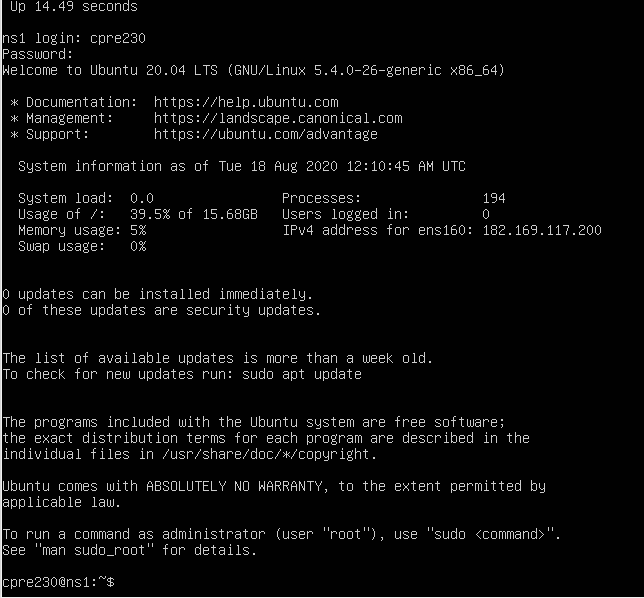 Up 14.49 seconds
ns1 login: cpre230
Password:
Welcome to Ubuntu 20.04 LTS (GNU/Linux 5.4.0-26-generic x86_64)
* Documentation:  https://help.ubuntu.com
* Management:     https://landscape.canonical.com
* Support:        https://ubuntu.com/advantage
System information as of Tue 18 Aug 2020 12:10:45 AM UTC
System load:  0.0                Processes:               194
Usage of /:   39.5% of 15.68GB   Users logged in:         0
Memory usage: 5%                 IPv4 address for ens160: 182.169.117.200
Swap usage:   0%
0 updates can be installed immediately.
0 of these updates are security updates.
The list of available updates is more than a week old.
To check for new updates run: sudo apt update
The programs included with the Ubuntu system are free software;
the exact distribution terms for each program are described in the
individual files in /usr/share/doc/*/copyright.
Ubuntu comes with ABSOLUTELY NO WARRANTY, to the extent permitted by
applicable law.
To run a command as administrator (user "root"), use "sudo <command>".
See "man sudo_root" for details.
cpre230@ns1:~$